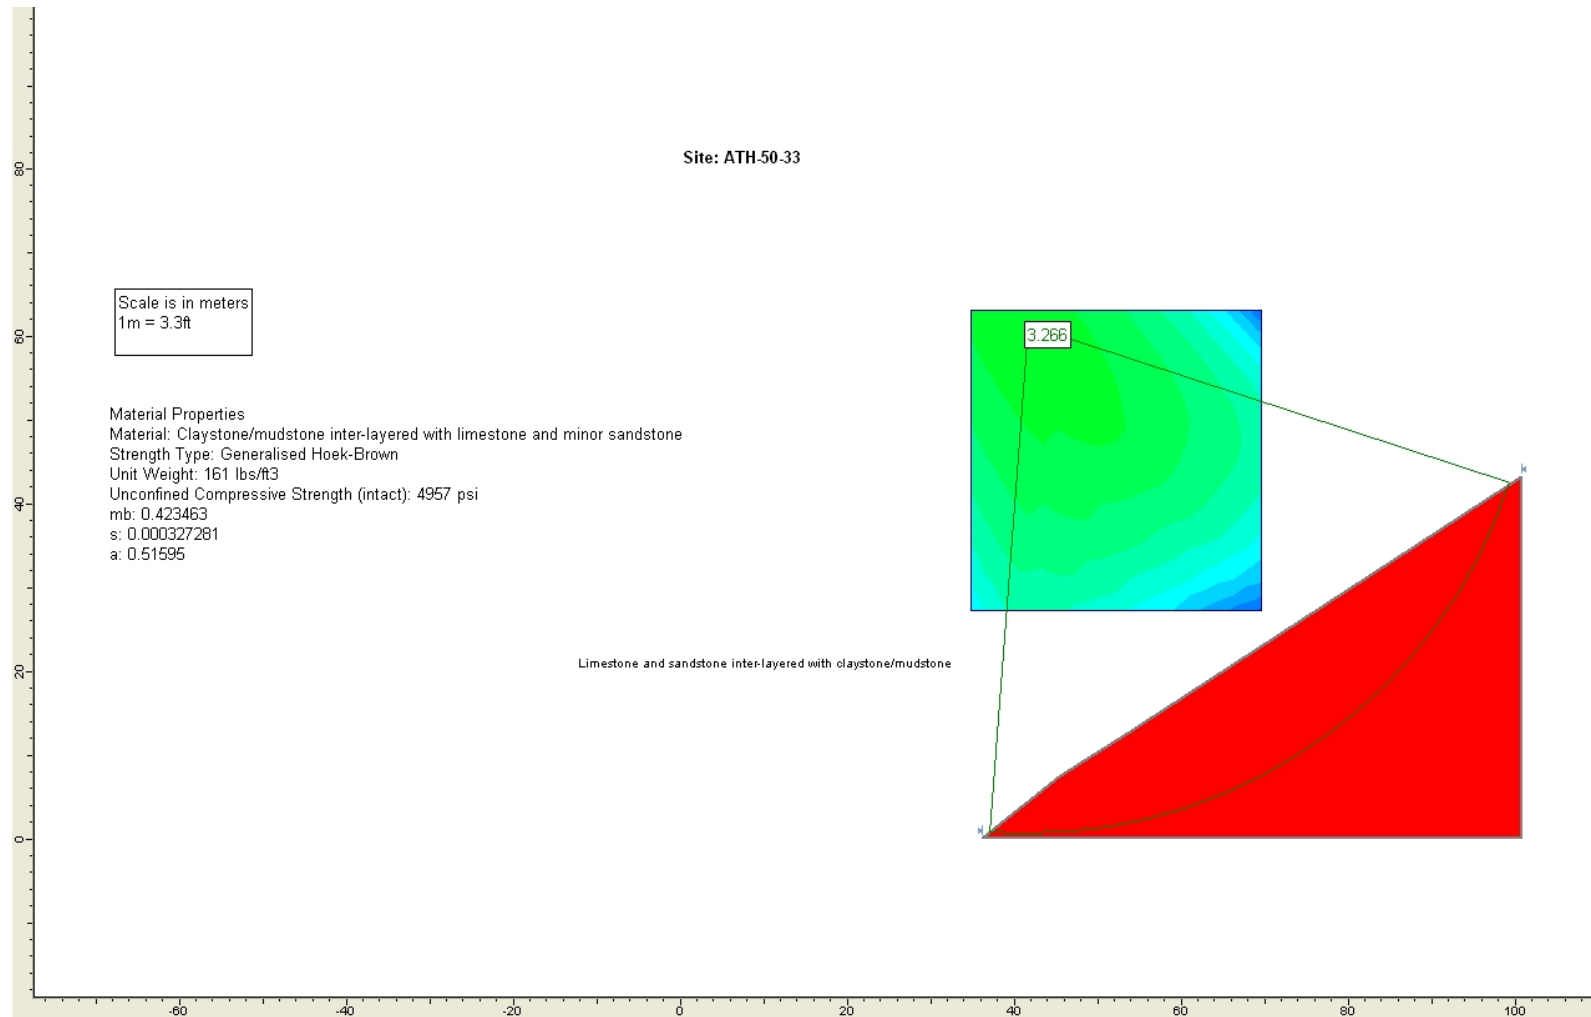 Site: ATH-50-33
80
Scale is in meters
1m = 3.3ft
60
3.266
Material Properties
Material: Claystone/mudstone inter-layered with limestone and minor sandstone
Strength Type: Generalised Hoek-Brown
Unit Weight: 161 lbs/ft3
Unconfined Compressive Strength (intact): 4957 psi
mb: 0.423463
s: 0.000327281
a: 0.51595
40
Limestone and sandstone inter-layered with claystone/mudstone
20
0
-60 -40 -20 0 20 40 60 80 100